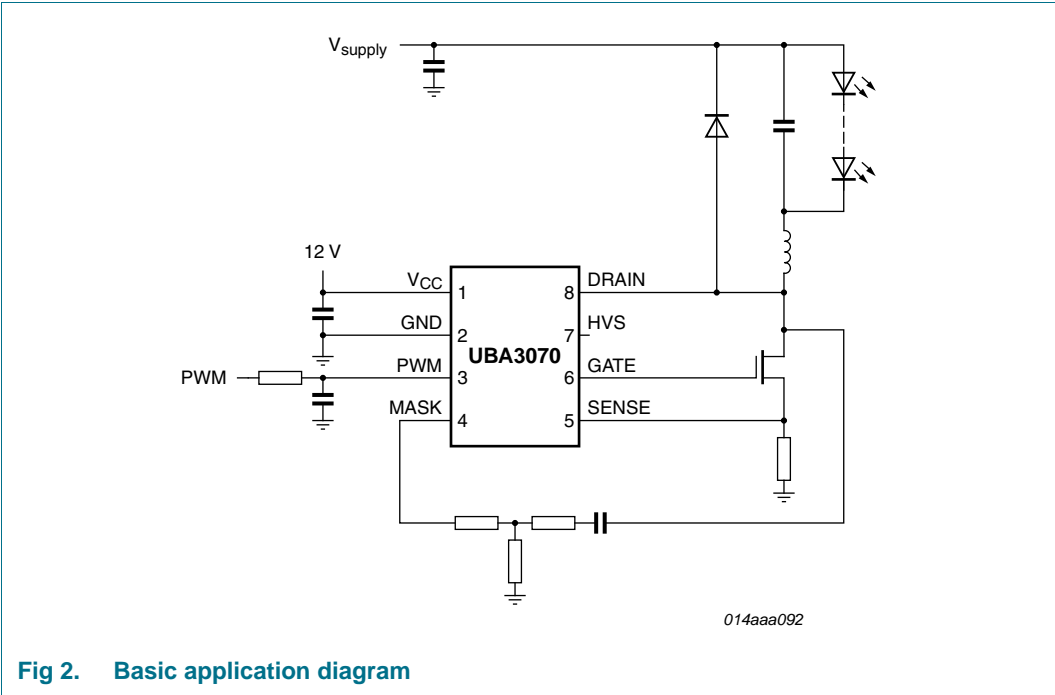 Vsupply
12 V
VCC
1
8
DRAIN
GND
2
7
HVS
UBA3070
PWM
PWM
3
6
GATE
MASK
4
5
SENSE
014aaa092
Fig 2. Basic application diagram